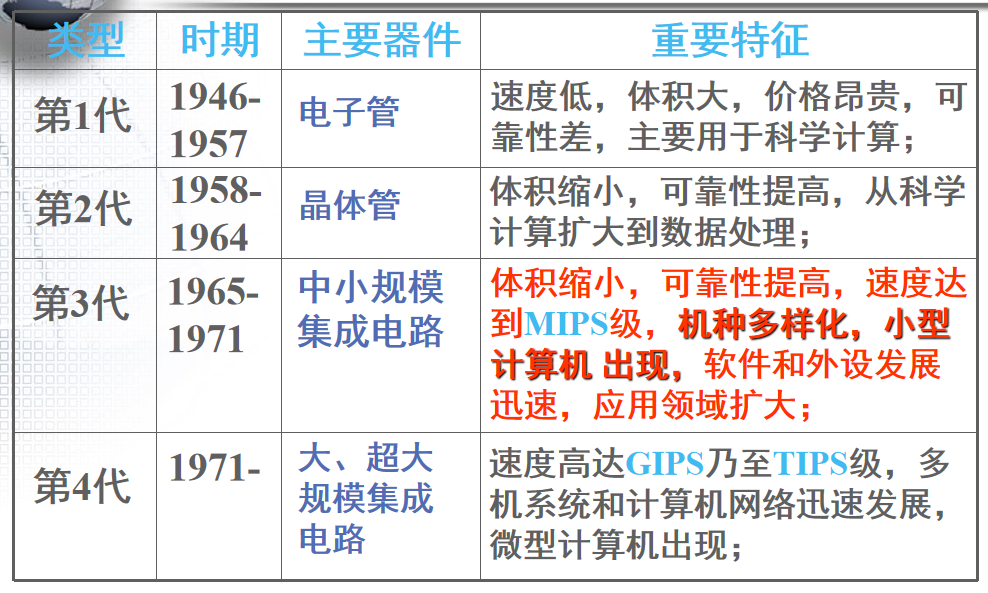 类型 时期 主要器件 重要特征
第1代 1946-1957 电子管 速度低，体积大，价格昂贵，可
靠性差，主要用于科学计算；
第2代 1958-1964 晶体管 体积缩小，可靠性提高，从科学
计算扩大到数据处理；
第3代 1965-1971 中小规模
集成电路 体积缩小，可靠性提高，速度达
到MIPS级，机种多样化，小型
计算机 出现，软件和外设发展
迅速，应用领域扩大；
第4代 1971- 大、超大
规模集成
电路 速度高达GIPS乃至TIPS级，多
机系统和计算机网络迅速发展，
微型计算机出现；